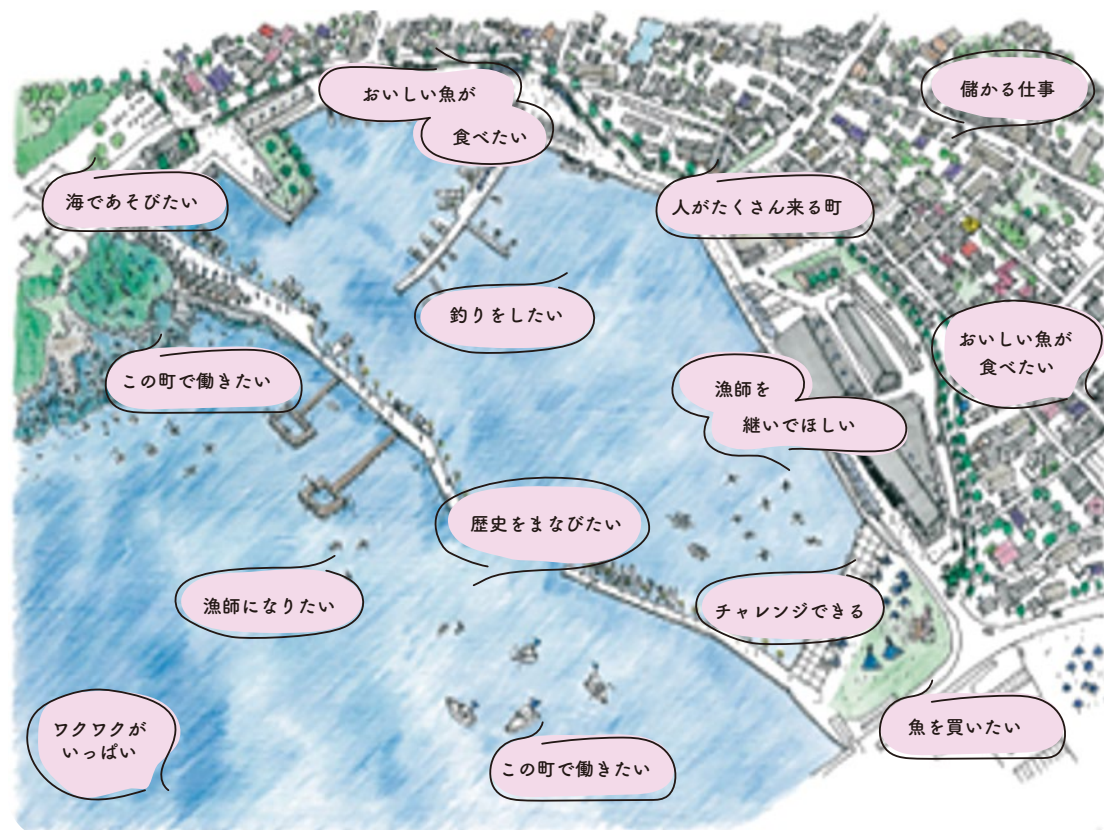 おいしい魚が
食べたい
儲かる仕事
海であそびたい
人がたくさん来る町
釣りをしたい
おいしい魚が
食べたい
この町で働きたい
漁師を
継いでほしい
歴史をまなびたい
漁師になりたい
チャレンジできる
ワクワクが
いっぱい
魚を買いたい
この町で働きたい